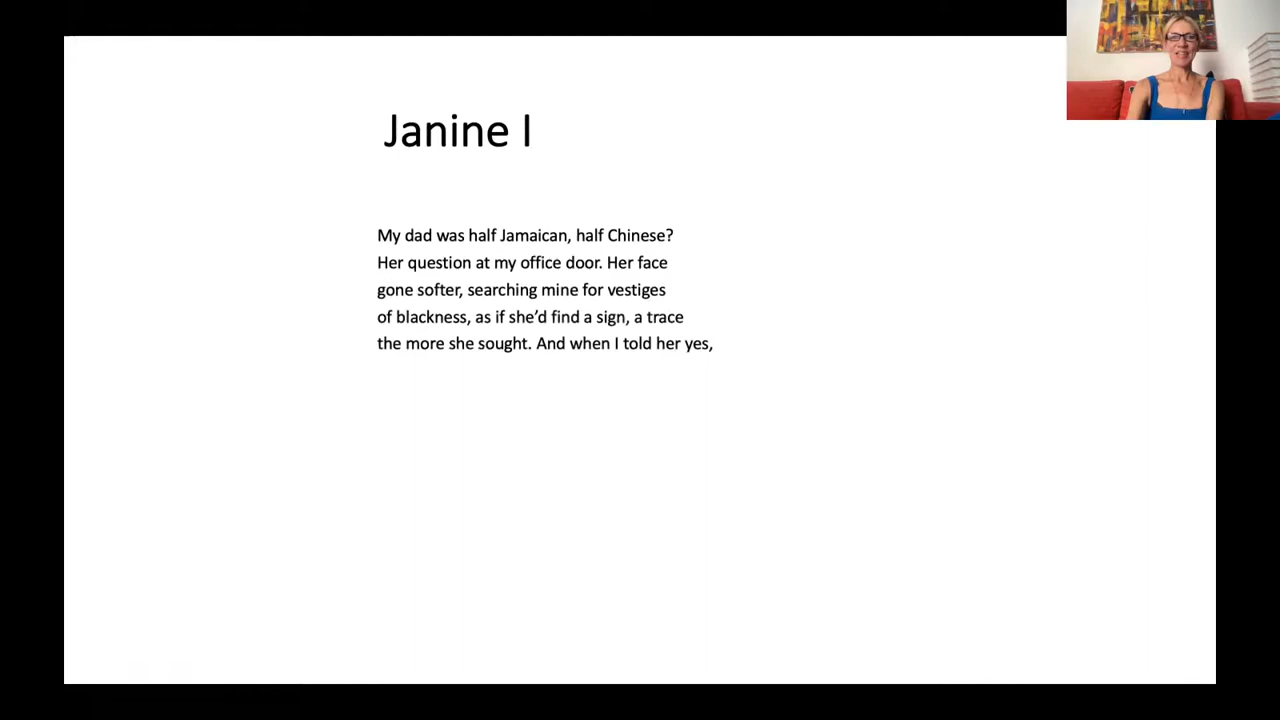 Janine I
My dad was half Jamaican, half Chinese?
Her question at my office door. Her face
gone softer, searching mine for vestiges
of blackness, as if she’d find a sign, a trace
the more she sought. And when I told her yes,